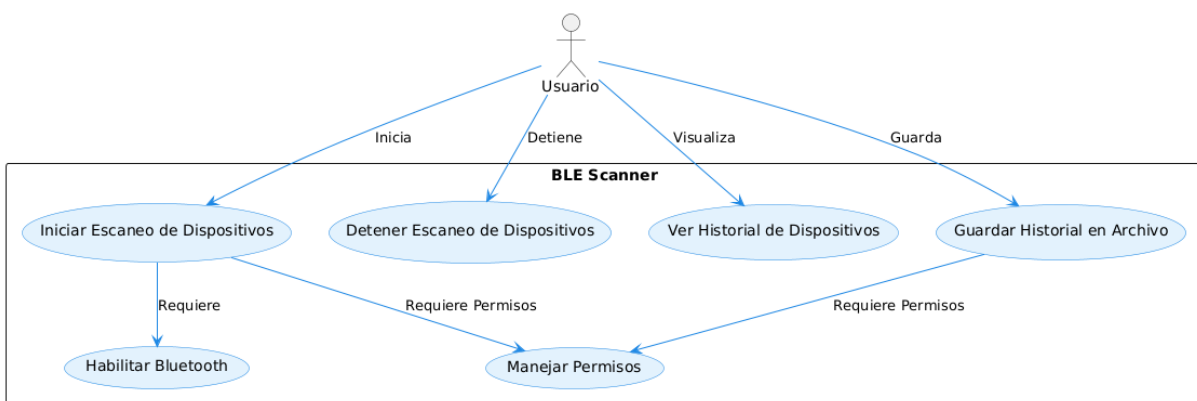 Usuario
Inicia
Detiene
Visualiza
Guarda
BLE Scanner
Iniciar Escaneo de Dispositivos
Detener Escaneo de Dispositivos
Ver Historial de Dispositivos
Guardar Historial en Archivo
Requiere
Requiere Permisos
Requiere Permisos
Habilitar Bluetooth
Manejar Permisos